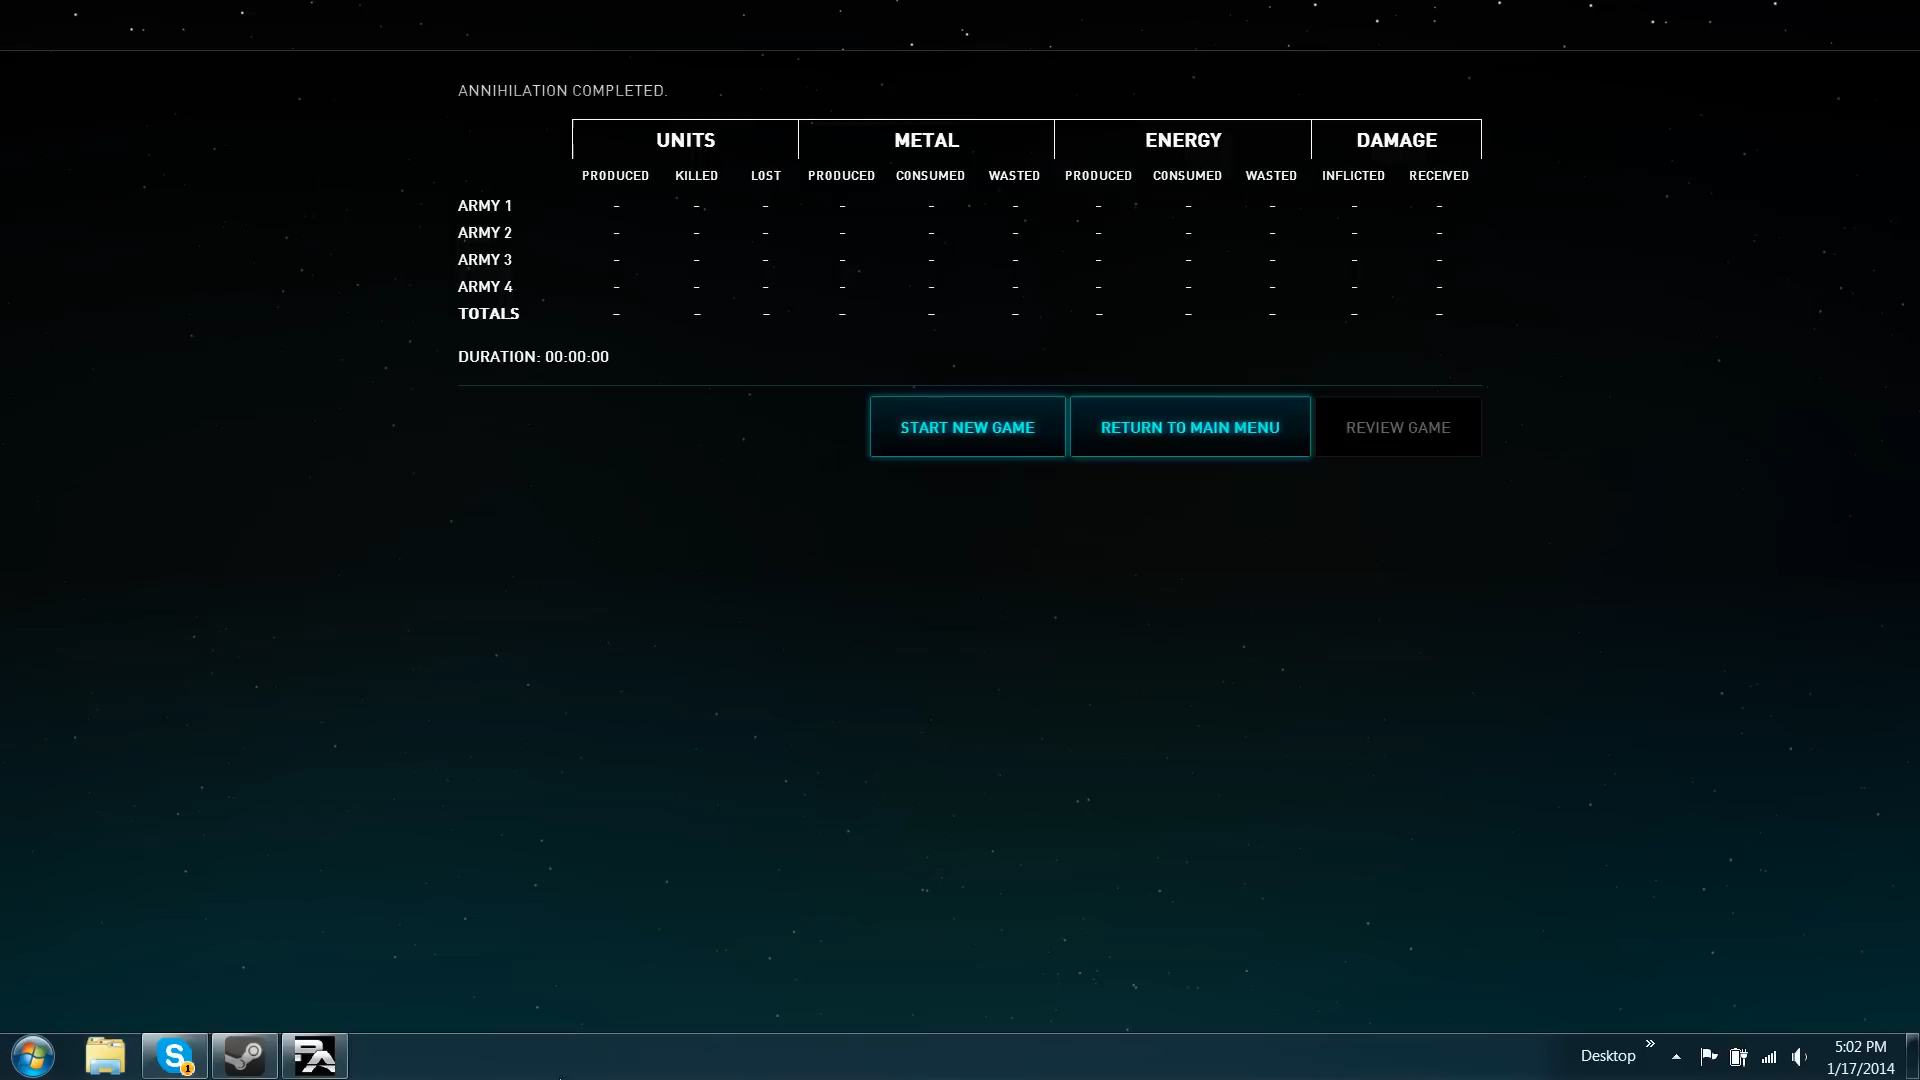 ANNIHILATION COMPLETED.
UNITS METAL ENERGY DAMAGE
PRODUCED KILLED LOST PRODUCED CONSUMED WASTED PRODUCED CONSUMED WASTED INFLICTED RECEIVED
ARMY 1 - - - - - - - - - - -
ARMY 2 - - - - - - - - - - -
ARMY 3 - - - - - - - - - - -
ARMY 4 - - - - - - - - - - -
TOTALS - - - - - - - - - - -
DURATION: 00:00:00
START NEW GAME RETURN TO MAIN MENU REVIEW GAME
S 1 PA Desktop » 5:02 PM
1/17/2014